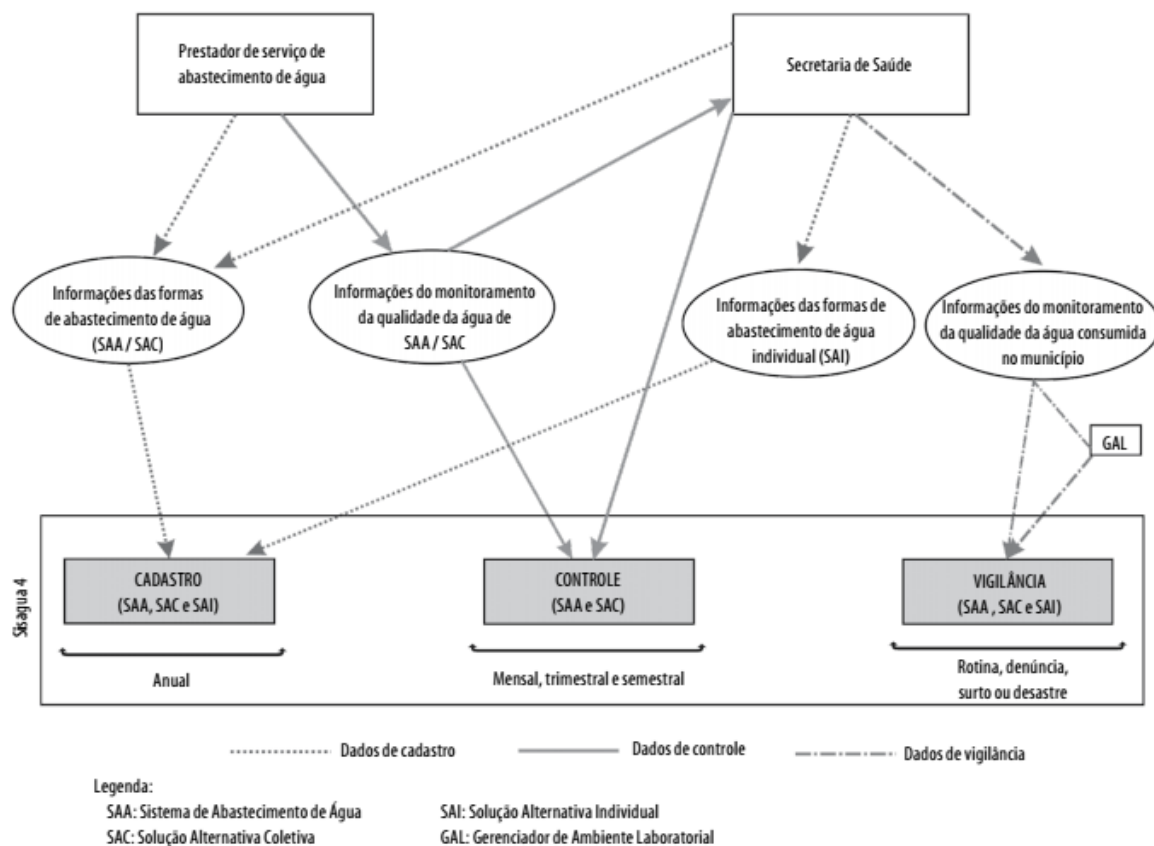 Prestador de serviço de
abastecimento de água
Secretaria de Saúde
Informações das formas
de abastecimento de água
(SAA / SAC)
Informações do monitoramento
da qualidade da água de
SAA / SAC
Informações das formas de
abastecimento de água
individual (SAI)
Informações do monitoramento
da qualidade da água consumida
no município
GAL
Sisagua 4
CADASTRO
(SAA, SAC e SAI)
CONTROLE
(SAA e SAC)
VIGILÂNCIA
(SAA , SAC e SAI)
Anual
Mensal, trimestral e semestral
Rotina, denúncia,
surto ou desastre
Dados de cadastro
Dados de controle
Dados de vigilância
Legenda:
SAA: Sistema de Abastecimento de Água
SAI: Solução Alternativa Individual
SAC: Solução Alternativa Coletiva
GAL: Gerenciador de Ambiente Laboratorial